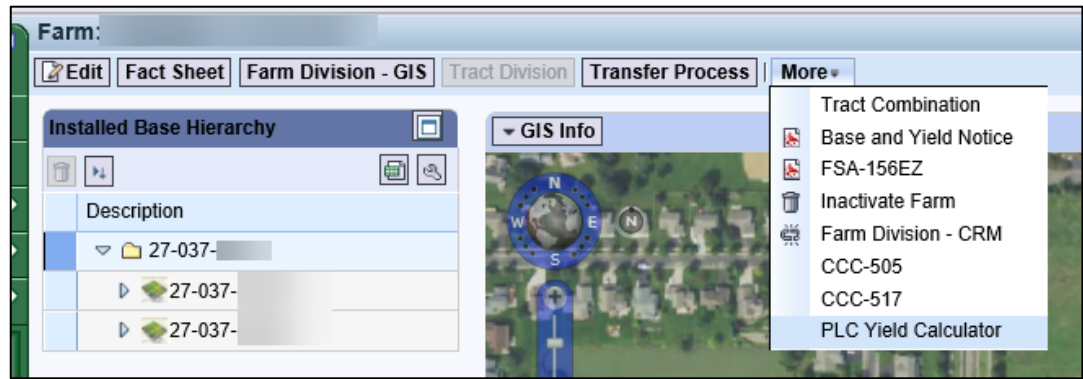 Farm:
Edit Fact Sheet Farm Division - GIS Tract Division Transfer Process | More
Installed Base Hierarchy
GIS Info
Description
27-037-
27-037-
27-037-
N
W E N
S
Tract Combination
Base and Yield Notice
FSA-156EZ
Inactivate Farm
Farm Division - CRM
CCC-505
CCC-517
PLC Yield Calculator